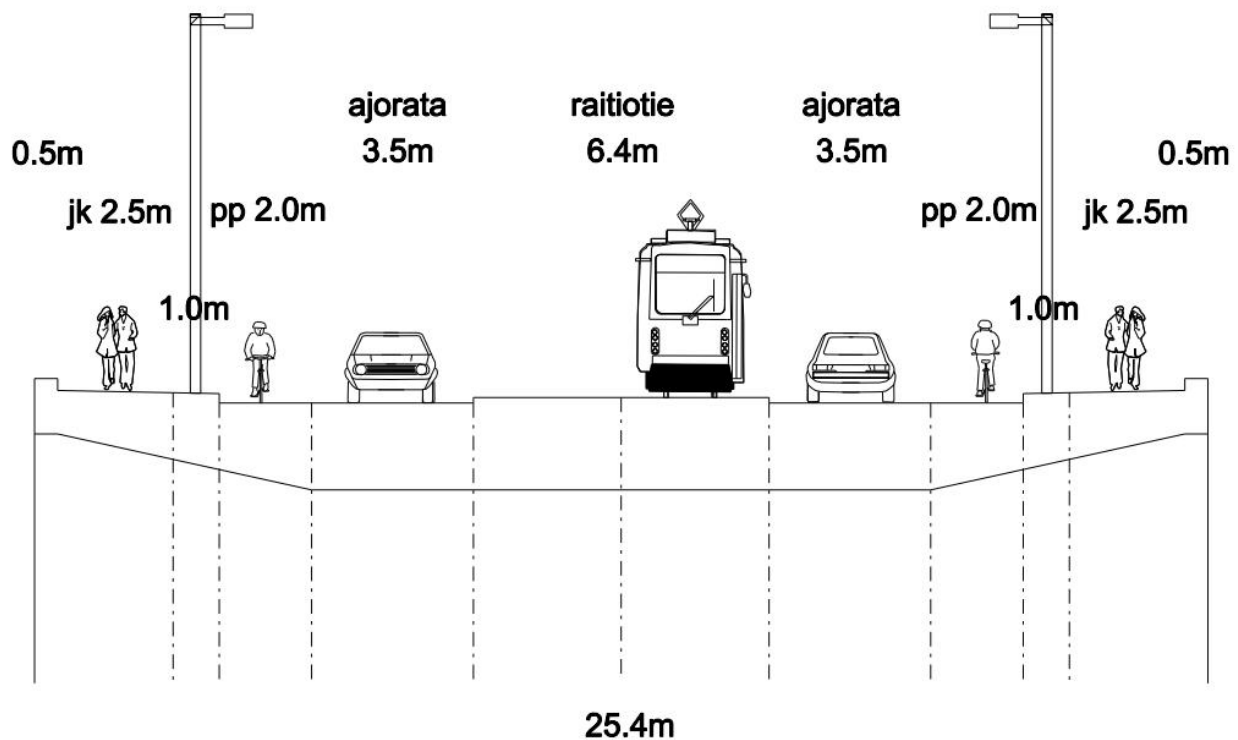 ajorata raitiotie ajorata
0.5m 3.5m 6.4m 3.5m 0.5m
jk 2.5m pp 2.0m pp 2.0m jk 2.5m
1.0m 1.0m
25.4m